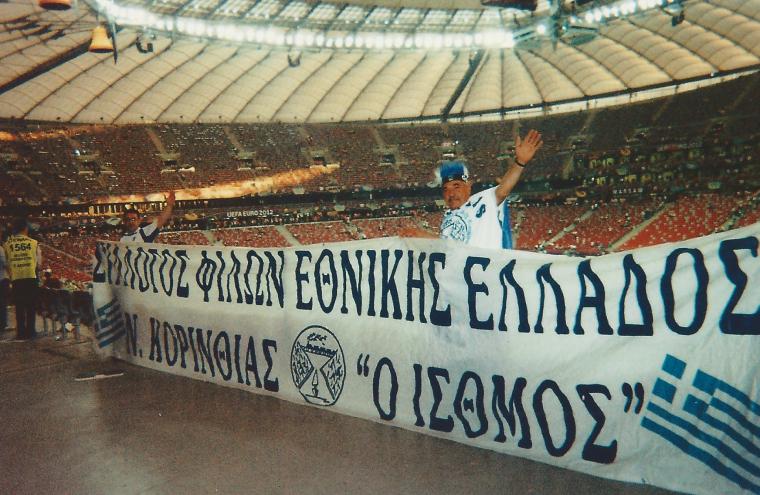 UEFA EURO 2012
1564
ΣΥΛΛΟΓΟΣ ΦΙΛΩΝ ΕΘΝΙΚΗΣ ΕΛΛΑΔΟΣ
Ν. ΚΟΡΙΝΘΙΑΣ "Ο ΙΣΘΜΟΣ"